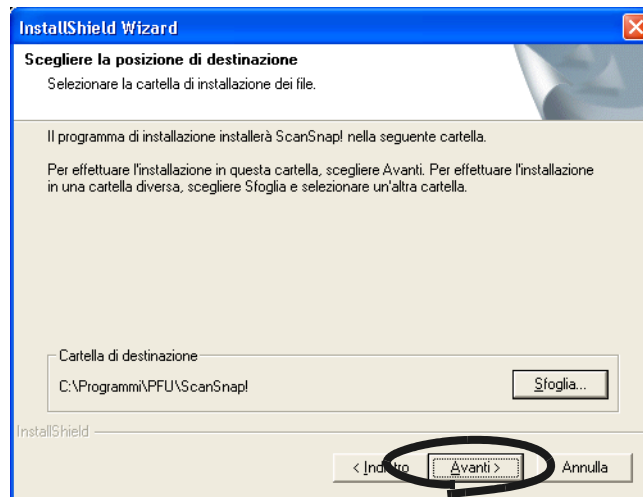 InstallShield Wizard
Scegliere la posizione di destinazione
Selezionare la cartella di installazione dei file.
Il programma di installazione installerà ScanSnap! nella seguente cartella.
Per effettuare l'installazione in questa cartella, scegliere Avanti. Per effettuare l'installazione
in una cartella diversa, scegliere Sfoglia e selezionare un'altra cartella.
Cartella di destinazione
C:\Programmi\PFU\ScanSnap!
Sfoglia...
InstallShield
< Indietro Avanti > Annulla